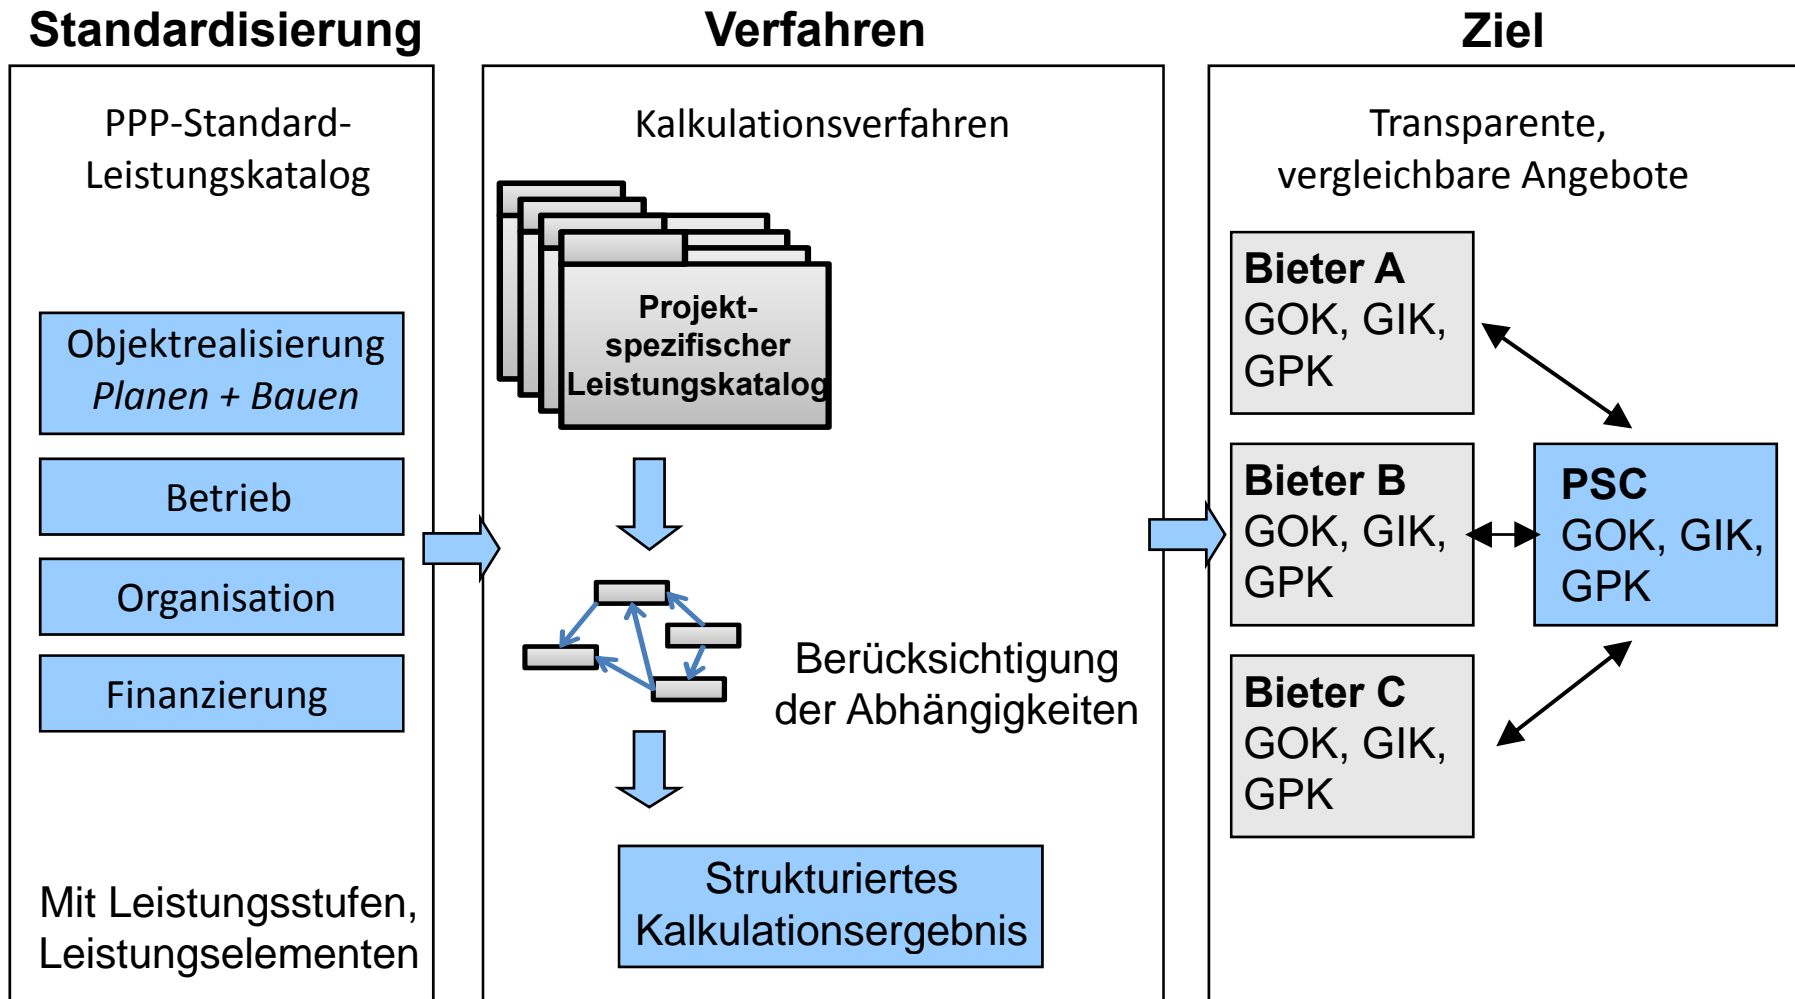 Standardisierung
PPP-Standard-
Leistungskatalog
Objektrealisierung
Planen + Bauen
Betrieb
Organisation
Finanzierung
Mit Leistungsstufen,
Leistungselementen
Verfahren
Kalkulationsverfahren
Projekt-
spezifischer
Leistungskatalog
Berücksichtigung
der Abhängigkeiten
Strukturiertes
Kalkulationsergebnis
Ziel
Transparente,
vergleichbare Angebote
Bieter A
GOK, GIK,
GPK
Bieter B
GOK, GIK,
GPK
PSC
GOK, GIK,
GPK
Bieter C
GOK, GIK,
GPK